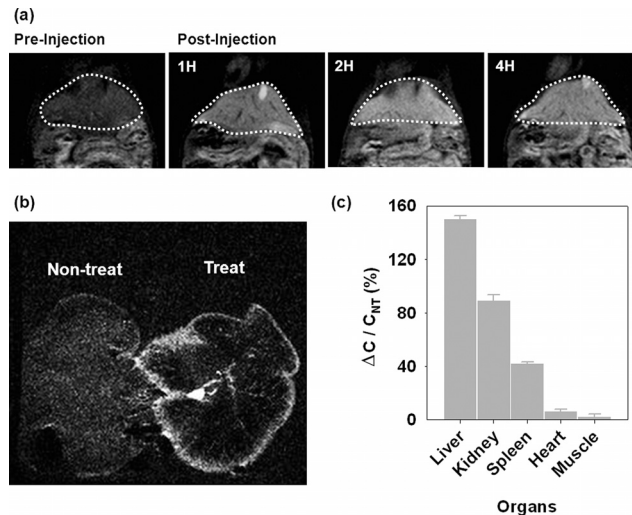 (a)
Pre-Injection Post-Injection
1H 2H 4H
(b)
Non-treat Treat
(c)
ΔC / C_NT (%)
160
120
80
40
0
Liver Kidney Spleen Heart Muscle
Organs